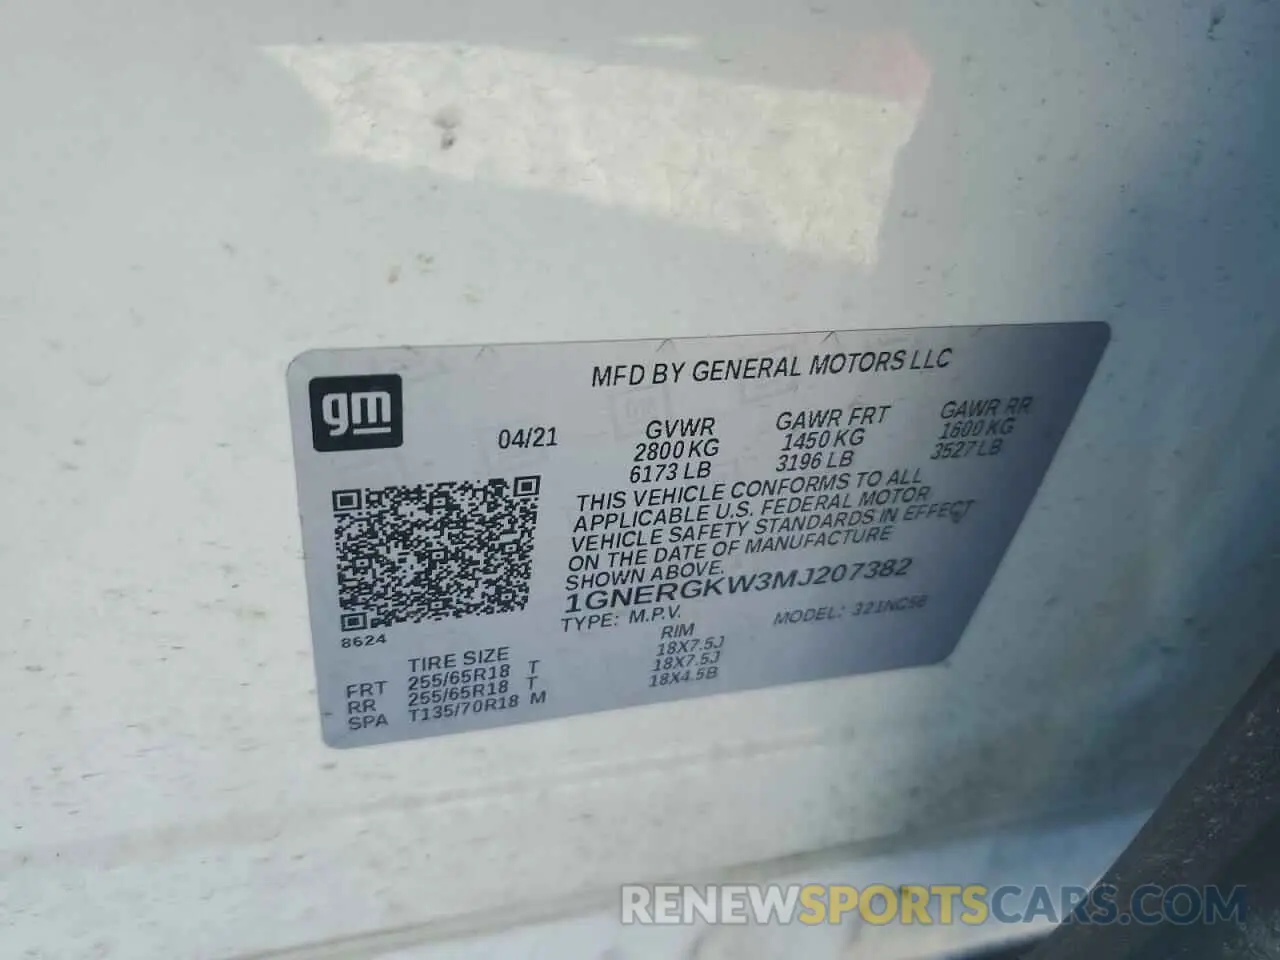 MFD BY GENERAL MOTORS LLC
gm
04/21
GVWR
2800 KG
6173 LB
GAWR FRT
1450 KG
3196 LB
GAWR RR
1600 KG
3527 LB
THIS VEHICLE CONFORMS TO ALL
APPLICABLE U.S. FEDERAL MOTOR
VEHICLE SAFETY STANDARDS IN EFFECT
ON THE DATE OF MANUFACTURE
SHOWN ABOVE.
1GNERGKW3MJ207382
TYPE: M.P.V.
MODEL: 321NC56
8624
TIRE SIZE
RIM
FRT 255/65R18 T 18X7.5J
RR 255/65R18 T 18X7.5J
SPA T135/70R18 M 18X4.5B
RENEWSPORTSCARS.COM